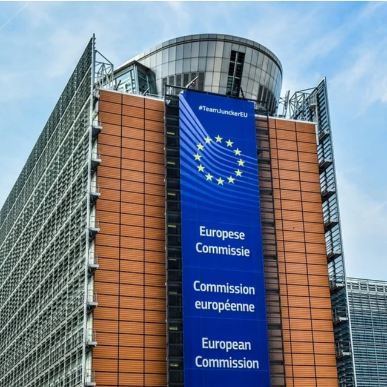 #TeamJunckerEU
Europese
Commissie
Commission
européenne
European
Commission